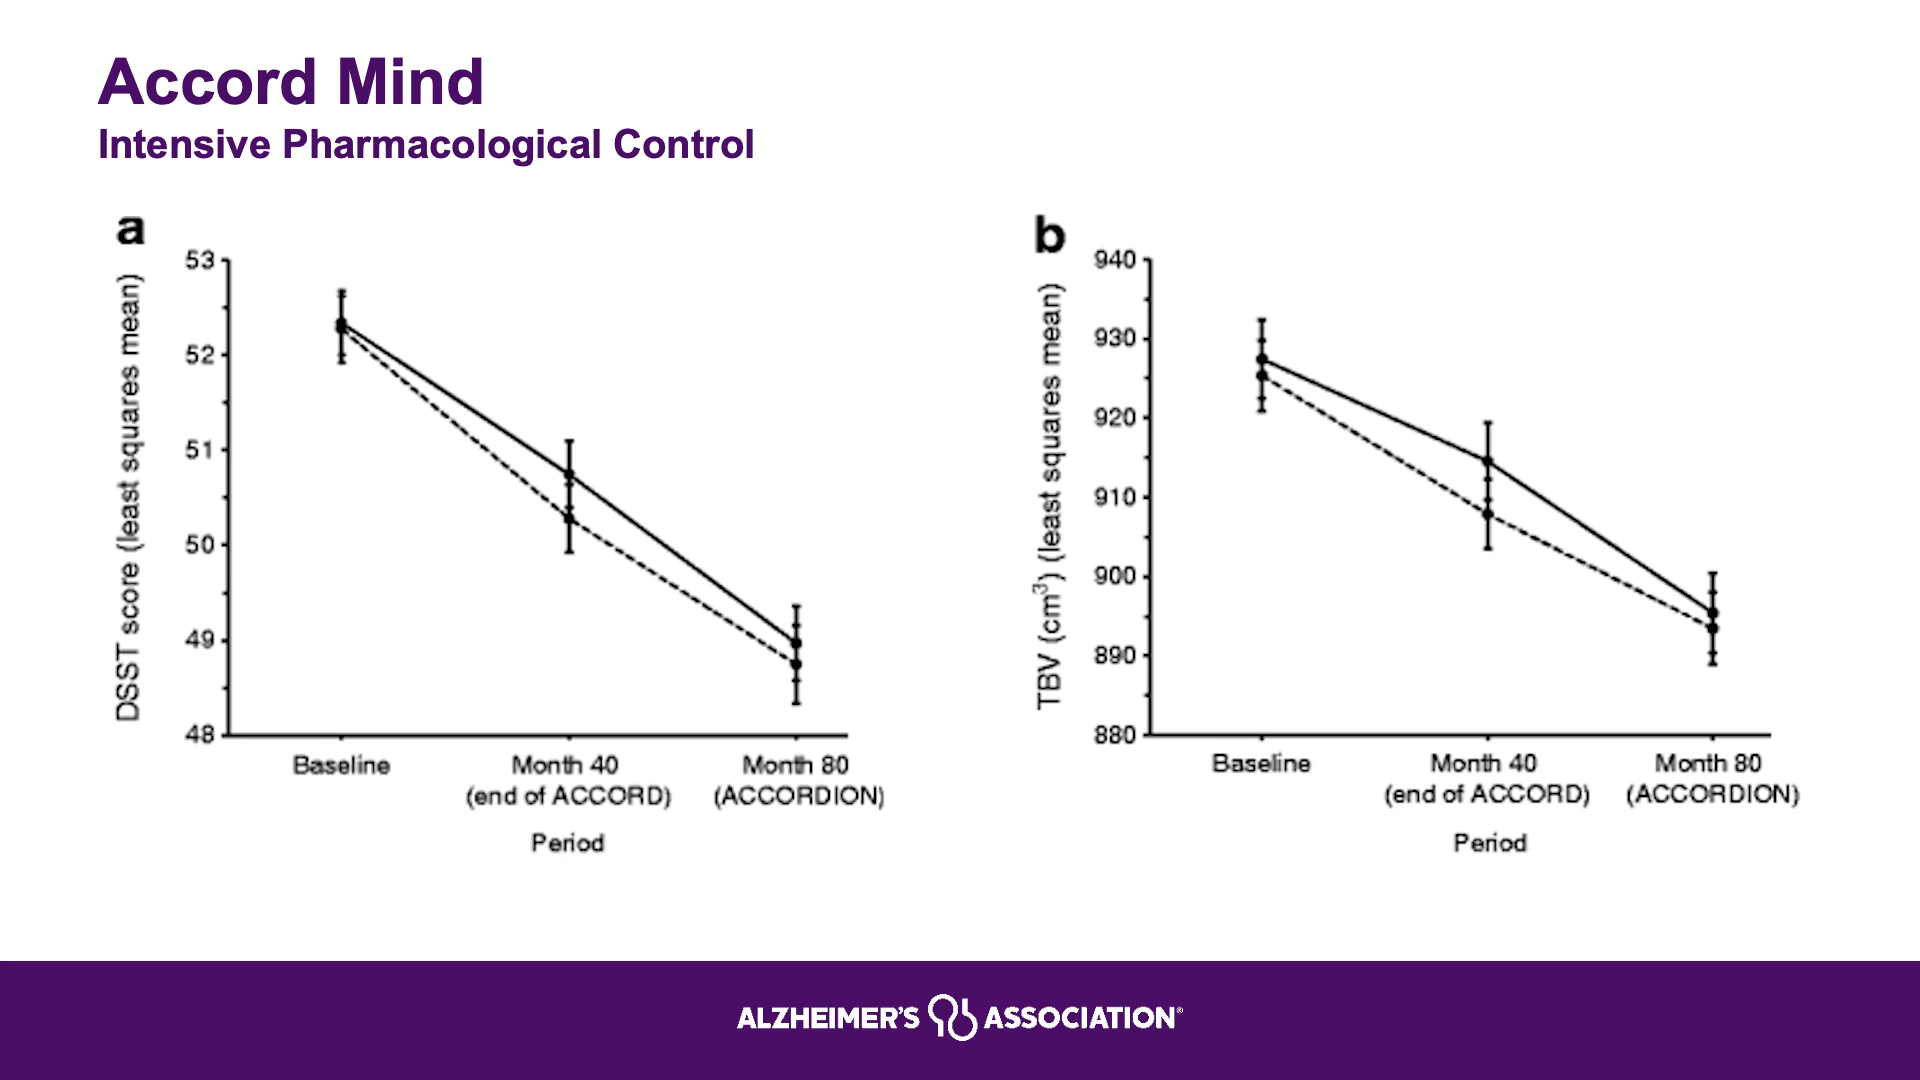 Accord Mind
Intensive Pharmacological Control
a
DSST score (least squares mean)
53
52
51
50
49
48
Baseline
Month 40
(end of ACCORD)
Month 80
(ACCORDION)
Period
b
TBV (cm³) (least squares mean)
940
930
920
910
900
890
880
Baseline
Month 40
(end of ACCORD)
Month 80
(ACCORDION)
Period
ALZHEIMER'S ASSOCIATION®